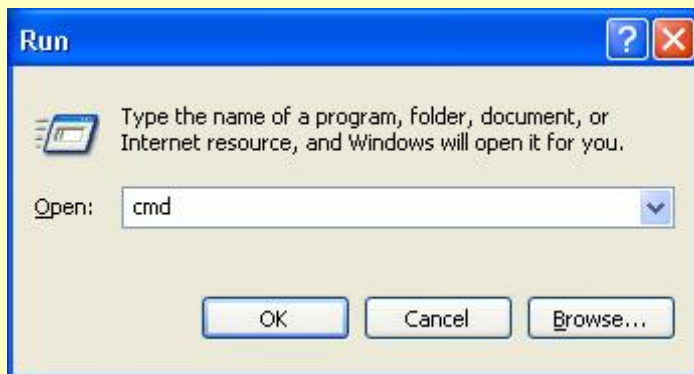 Run
Type the name of a program, folder, document, or
Internet resource, and Windows will open it for you.
Open: cmd
OK Cancel Browse...